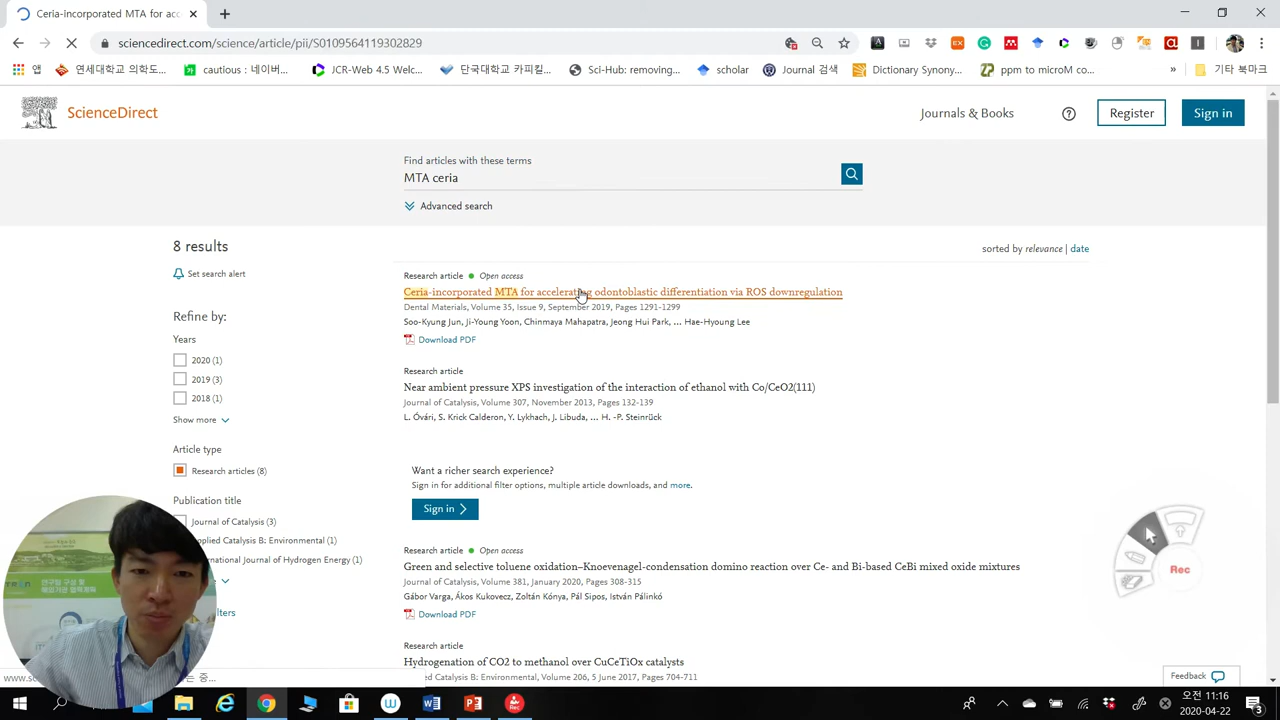 Ceria-incorporated MTA for acc
sciencedirect.com/science/article/pii/S0109564119302829
앱
연세대학교 의학도...
cautious : 네이버...
JCR-Web 4.5 Welc...
단국대학교 카피킬...
Sci-Hub: removing...
scholar
Journal 검색
Dictionary Synony...
ppm to microM co...
»
기타 북마크
ScienceDirect
Journals & Books
Register
Sign in
Find articles with these terms
MTA ceria
Advanced search
8 results
sorted by relevance | date
Set search alert
Research article Open access
Ceria-incorporated MTA for accelerating odontoblastic differentiation via ROS downregulation
Dental Materials, Volume 35, Issue 9, September 2019, Pages 1291-1299
Soo-Kyung Jun, Ji-Young Yoon, Chinmaya Mahapatra, Jeong Hui Park, ... Hae-Hyoung Lee
Download PDF
Refine by:
Years
2020 (1)
2019 (3)
2018 (1)
Show more
Article type
Research articles (8)
Publication title
Journal of Catalysis (3)
pplied Catalysis B: Environmental (1)
ternational Journal of Hydrogen Energy (1)
Research article
Near ambient pressure XPS investigation of the interaction of ethanol with Co/CeO2(111)
Journal of Catalysis, Volume 307, November 2013, Pages 132-139
L. Óvári, S. Krick Calderon, Y. Lykhach, J. Libuda, ... H. -P. Steinrück
Want a richer search experience?
Sign in for additional filter options, multiple article downloads, and more.
Sign in
Research article Open access
Green and selective toluene oxidation–Knoevenagel-condensation domino reaction over Ce- and Bi-based CeBi mixed oxide mixtures
Journal of Catalysis, Volume 381, January 2020, Pages 308-315
Gábor Varga, Ákos Kukovecz, Zoltán Kónya, Pál Sipos, István Pálinkó
Download PDF
Research article
Hydrogenation of CO2 to methanol over CuCeTiOx catalysts
Catalysis B: Environmental, Volume 206, 5 June 2017, Pages 704-711
Rec
Feedback
오전 11:16
2020-04-22
3